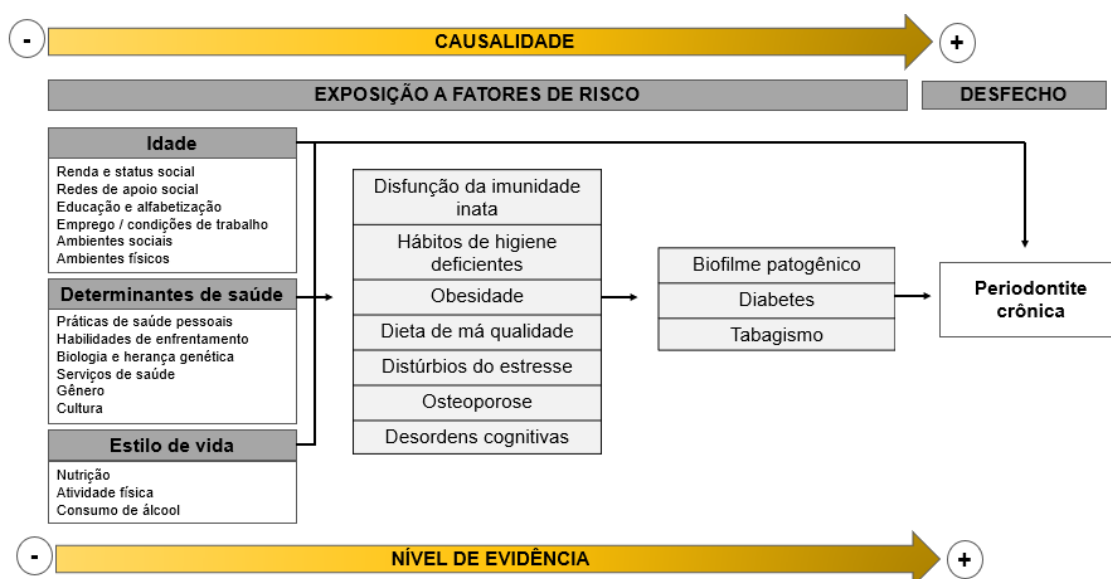 -
CAUSALIDADE
+
EXPOSIÇÃO A FATORES DE RISCO
DESFECHO
Idade
Renda e status social
Redes de apoio social
Educação e alfabetização
Emprego / condições de trabalho
Ambientes sociais
Ambientes físicos
Determinantes de saúde
Práticas de saúde pessoais
Habilidades de enfrentamento
Biologia e herança genética
Serviços de saúde
Gênero
Cultura
Estilo de vida
Nutrição
Atividade física
Consumo de álcool
Disfunção da imunidade
inata
Hábitos de higiene
deficientes
Obesidade
Dieta de má qualidade
Distúrbios do estresse
Osteoporose
Desordens cognitivas
Biofilme patogênico
Diabetes
Tabagismo
Periodontite
crônica
-
NÍVEL DE EVIDÊNCIA
+